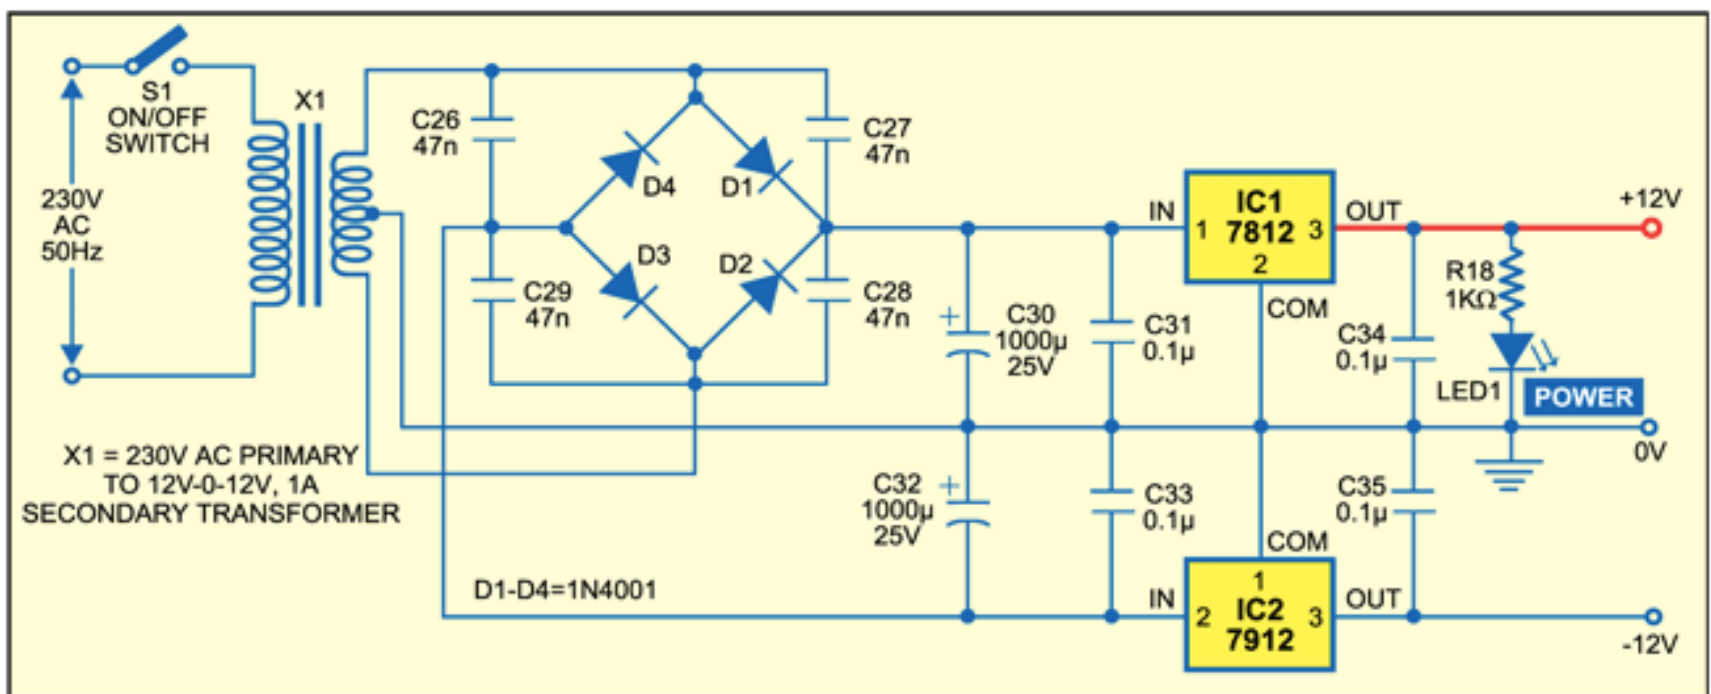 S1
ON/OFF
SWITCH
X1
230V
AC
50Hz
C26
47n
C27
47n
D4
D1
D3
D2
C29
47n
C28
47n
IN
IC1
7812
1
3
2
OUT
COM
+12V
R18
1KΩ
C30
1000µ
25V
+
C31
0.1µ
C34
0.1µ
LED1
POWER
0V
X1 = 230V AC PRIMARY
TO 12V-0-12V, 1A
SECONDARY TRANSFORMER
C32
1000µ
25V
+
C33
0.1µ
C35
0.1µ
COM
D1-D4=1N4001
IN
1
2
IC2
3
7912
OUT
-12V